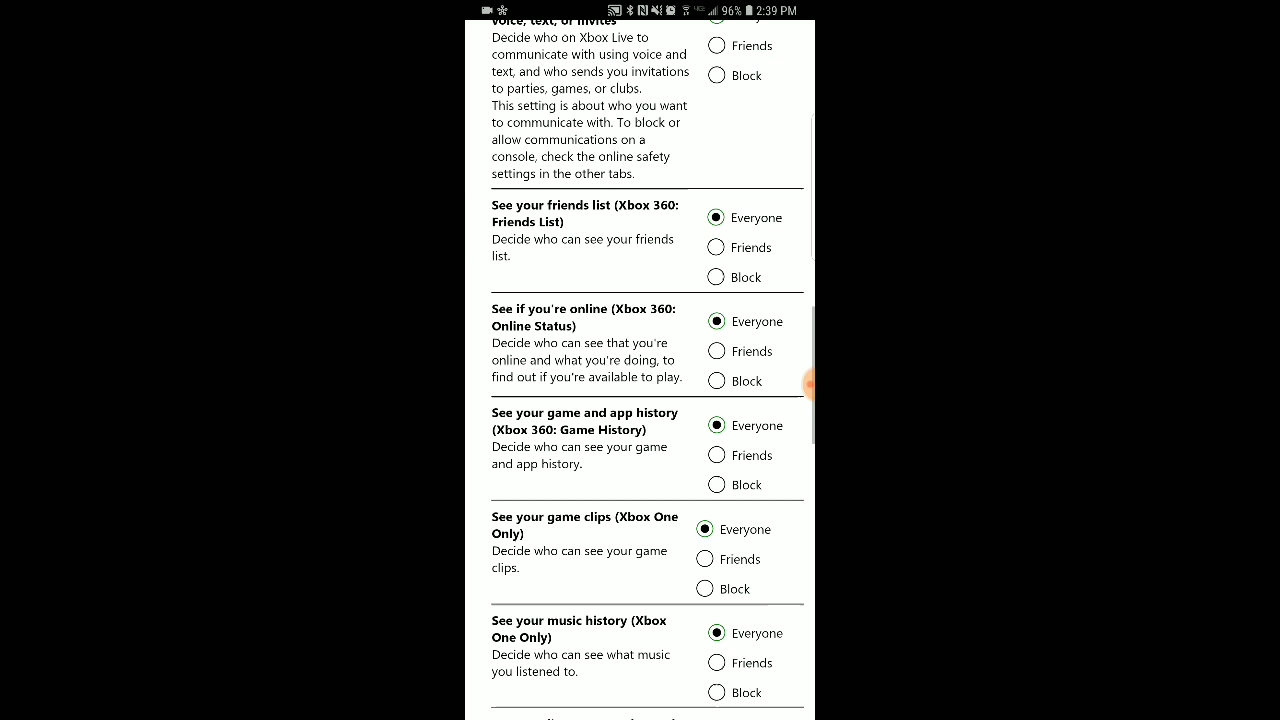 96% 2:39 PM
voice, text, or invites
Decide who on Xbox Live to
communicate with using voice and
text, and who sends you invitations
to parties, games, or clubs.
This setting is about who you want
to communicate with. To block or
allow communications on a
console, check the online safety
settings in the other tabs.
Friends
Block
See your friends list (Xbox 360:
Friends List)
Decide who can see your friends
list.
Everyone
Friends
Block
See if you're online (Xbox 360:
Online Status)
Decide who can see that you're
online and what you're doing, to
find out if you're available to play.
Everyone
Friends
Block
See your game and app history
(Xbox 360: Game History)
Decide who can see your game
and app history.
Everyone
Friends
Block
See your game clips (Xbox One
Only)
Decide who can see your game
clips.
Everyone
Friends
Block
See your music history (Xbox
One Only)
Decide who can see what music
you listened to.
Everyone
Friends
Block